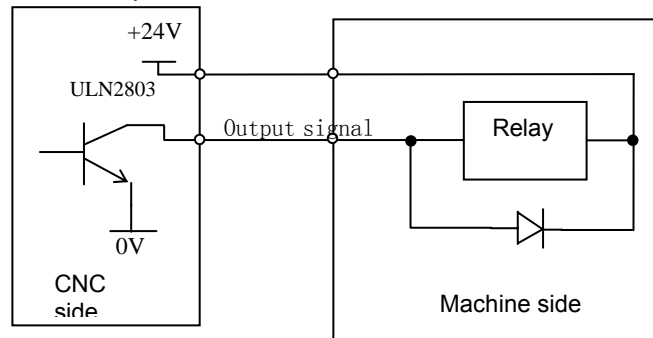 +24V
ULN2803
Output signal
Relay
0V
CNC
side
Machine side